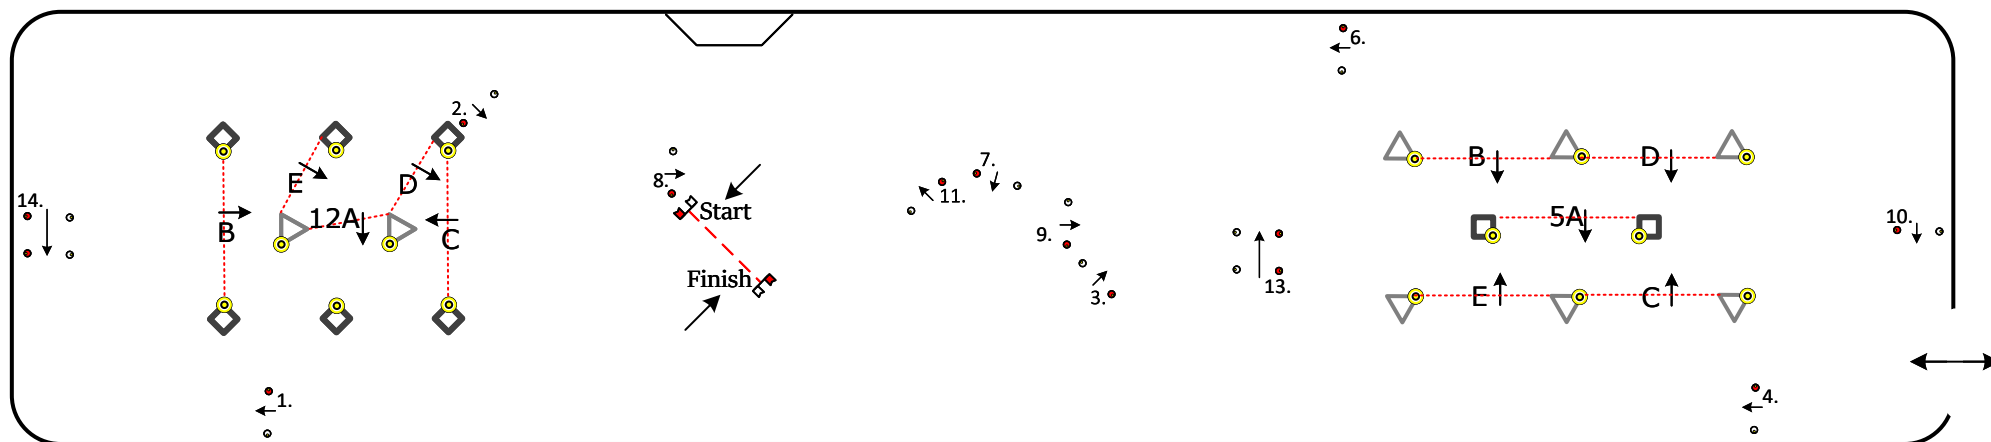 6.
2.
7.
14.
8.
11.
Start
E
D
12A
B
C
9.
Finish
3.
13.
1.
B
D
5A
10.
E
C
4.